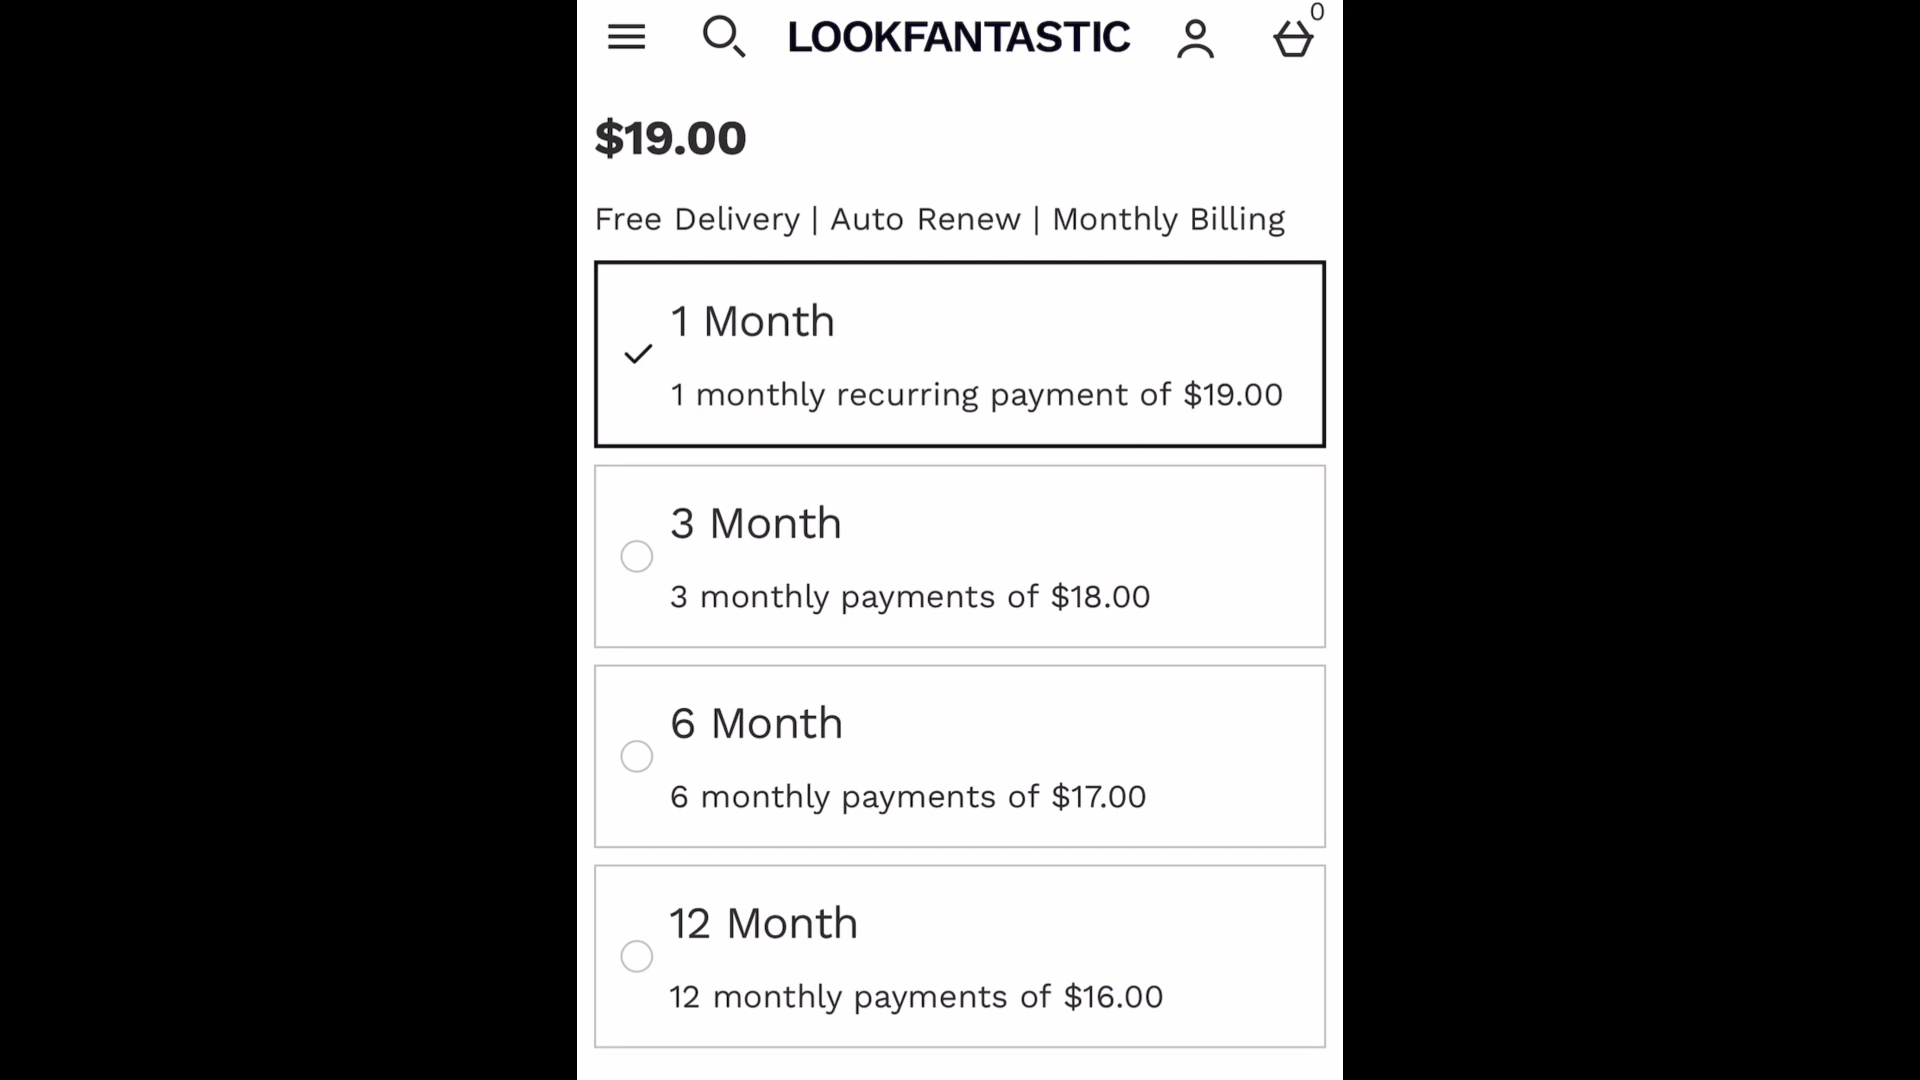 LOOKFANTASTIC
0
$19.00
Free Delivery | Auto Renew | Monthly Billing
1 Month
1 monthly recurring payment of $19.00
3 Month
3 monthly payments of $18.00
6 Month
6 monthly payments of $17.00
12 Month
12 monthly payments of $16.00